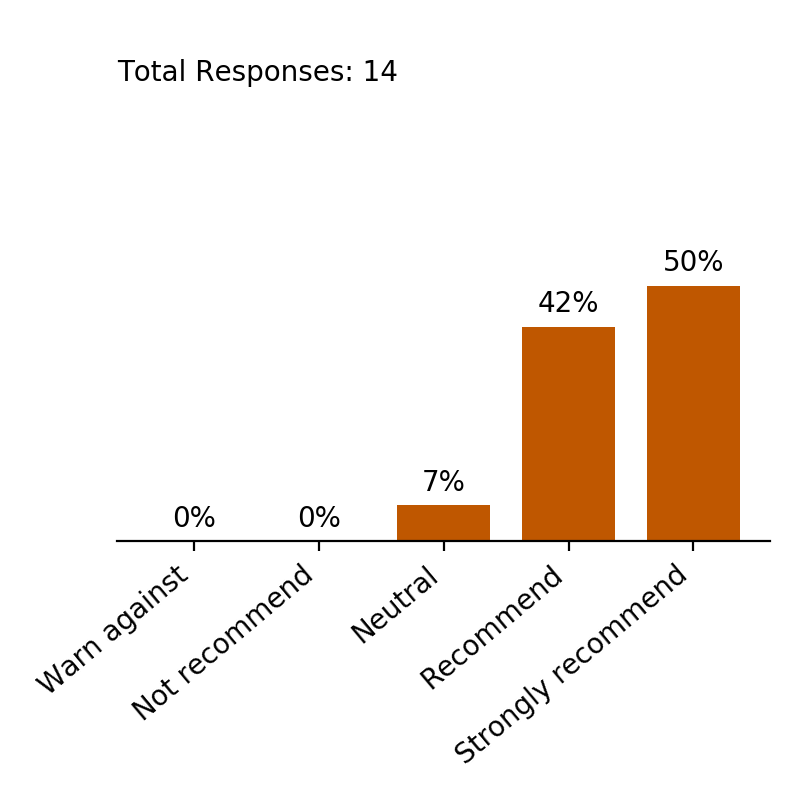 Total Responses: 14
50%
42%
7%
0%
0%
Warn against
Not recommend
Neutral
Recommend
Strongly recommend